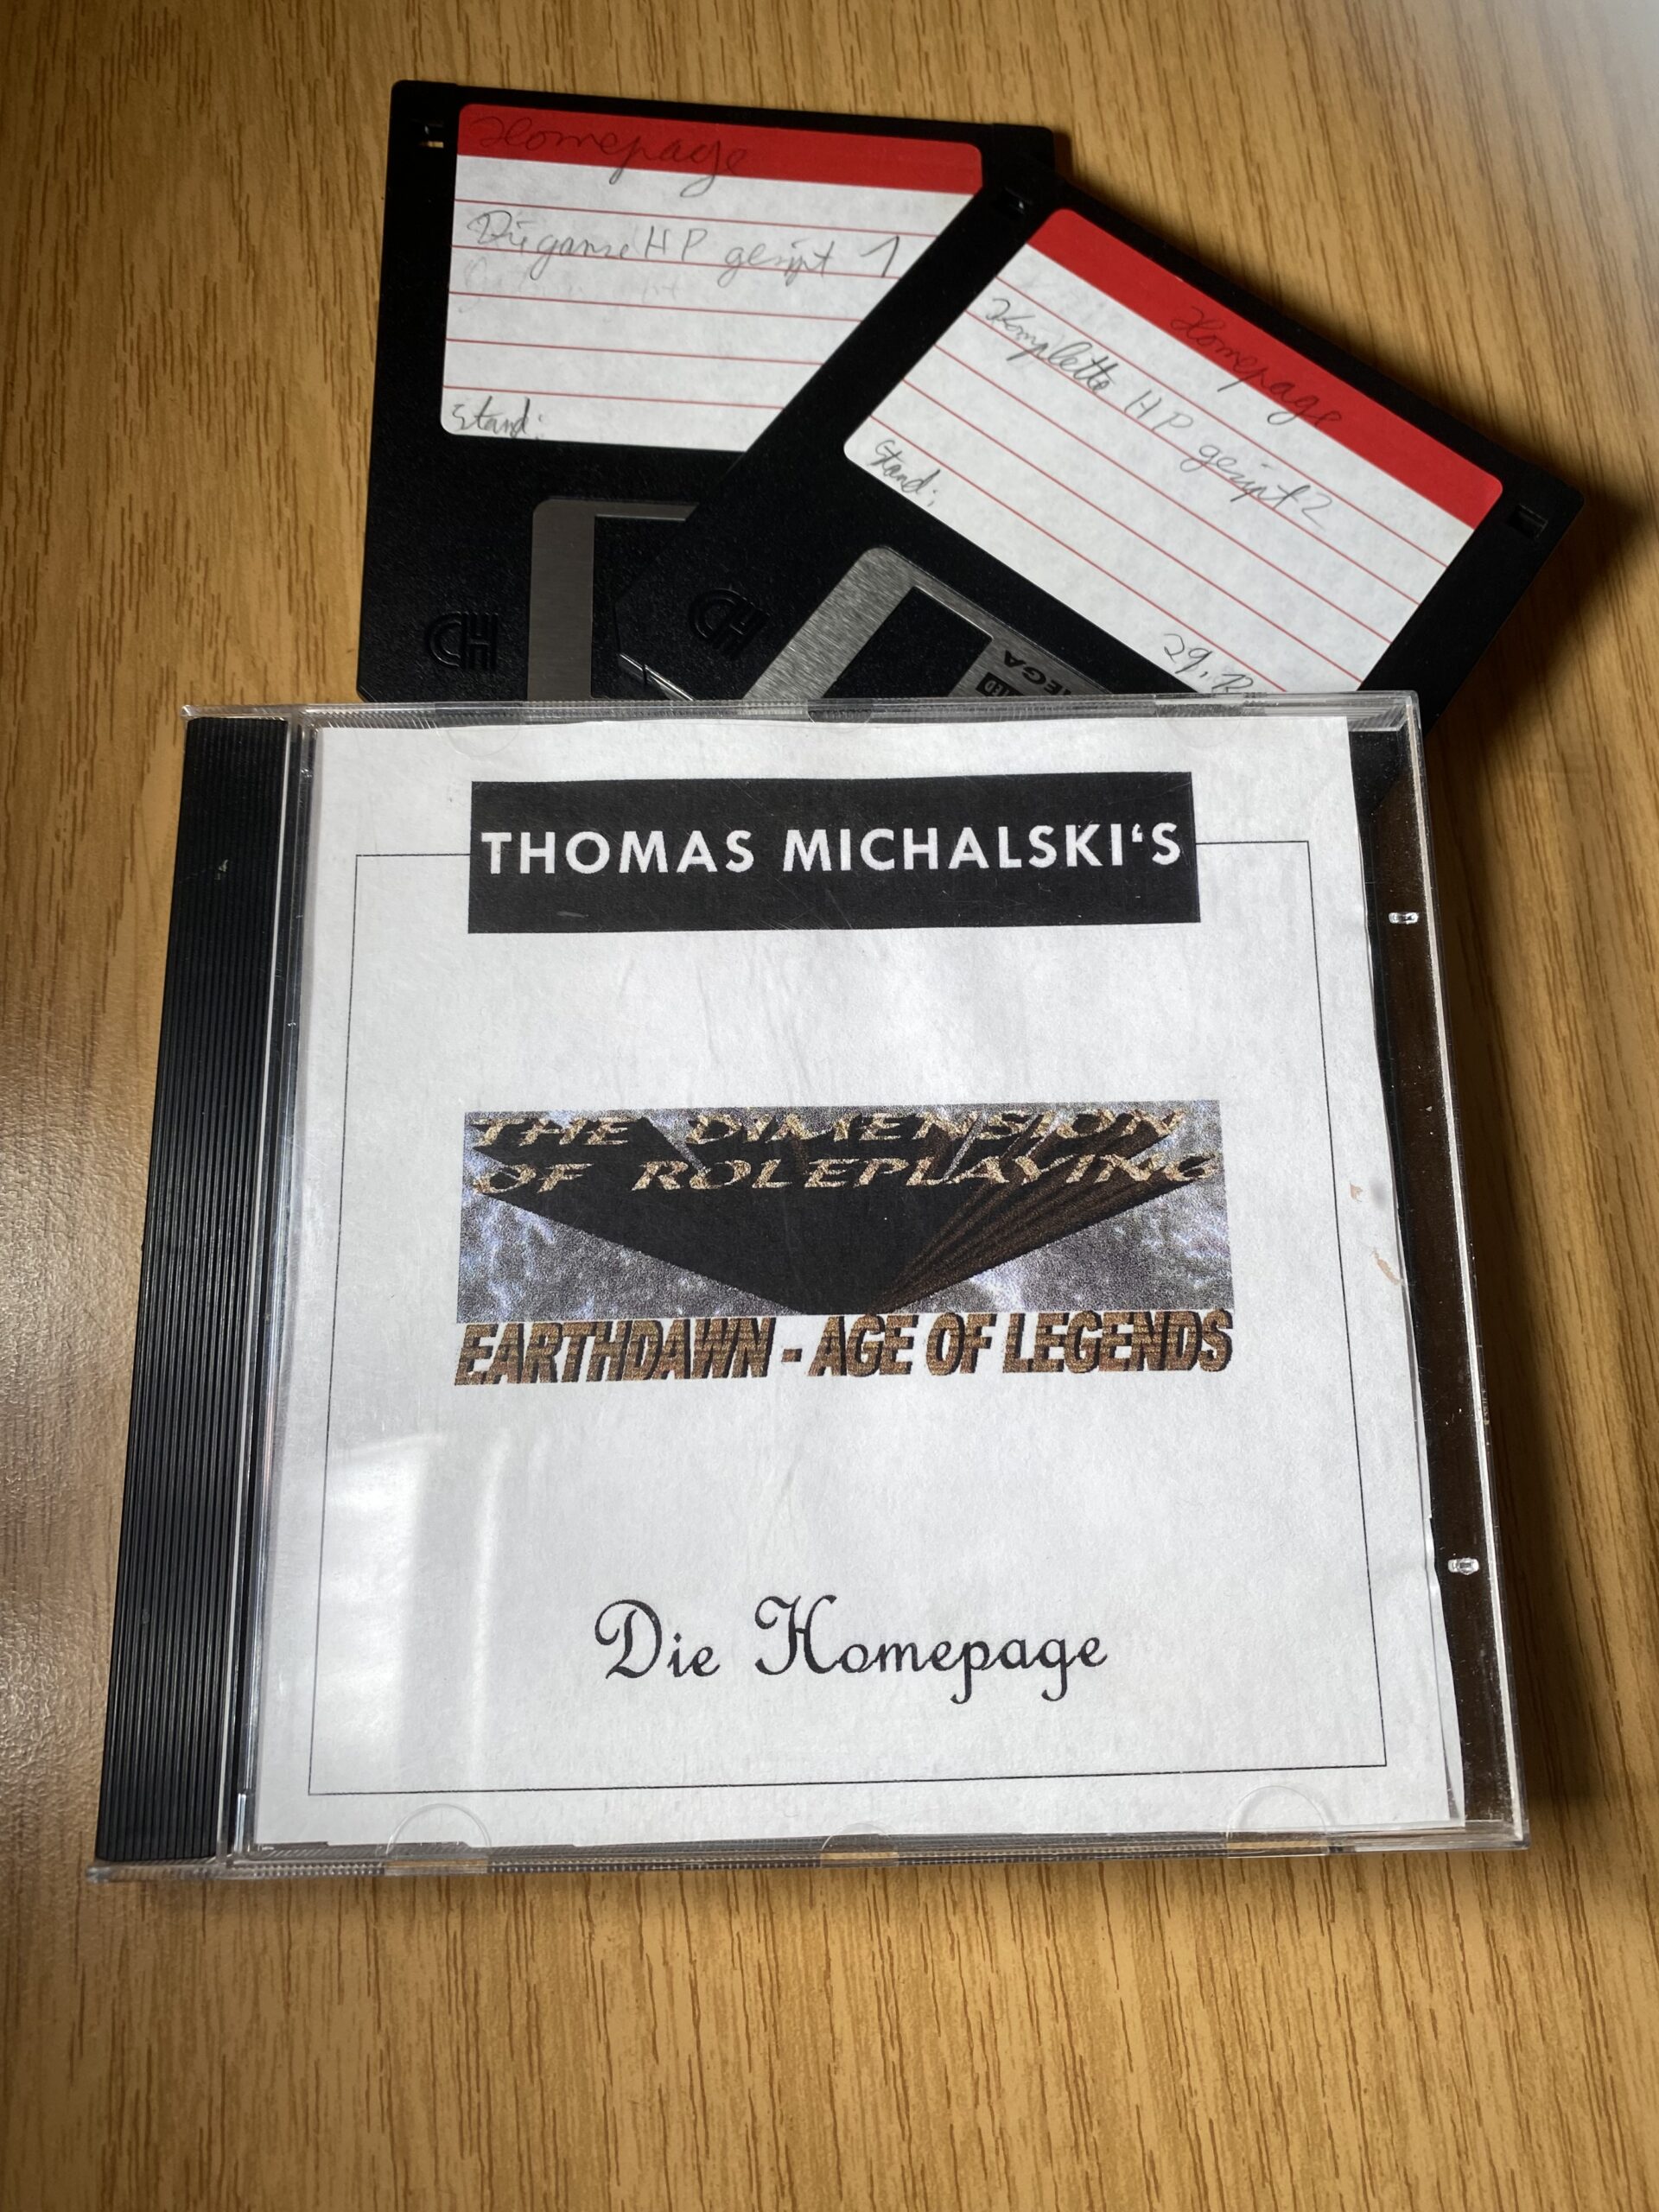 Homepage
Die ganze HP gezipt 1
Stand:
HD
Homepage
Komplette HP gezipt 2
Stand:
HD
THOMAS MICHALSKI‘S
THE DIMENSION
OF ROLEPLAYING
EARTHDAWN - AGE OF LEGENDS
Die Homepage